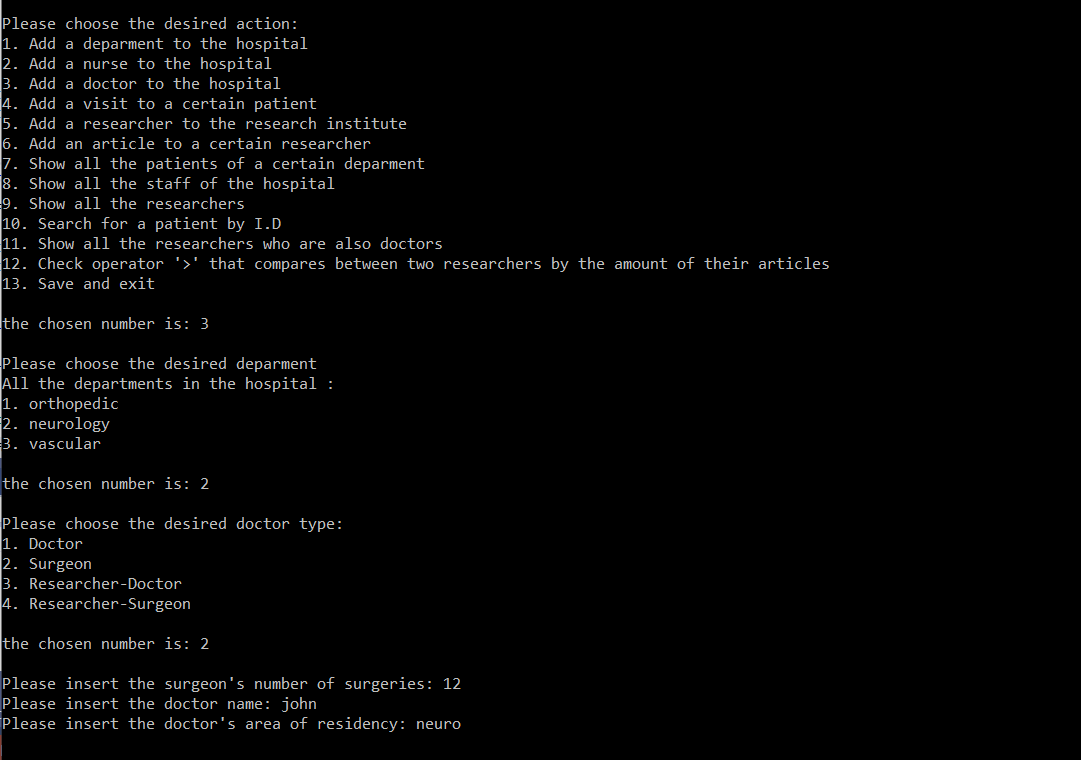 Please choose the desired action:
1. Add a deparment to the hospital
2. Add a nurse to the hospital
3. Add a doctor to the hospital
4. Add a visit to a certain patient
5. Add a researcher to the research institute
6. Add an article to a certain researcher
7. Show all the patients of a certain deparment
8. Show all the staff of the hospital
9. Show all the researchers
10. Search for a patient by I.D
11. Show all the researchers who are also doctors
12. Check operator '>' that compares between two researchers by the amount of their articles
13. Save and exit
the chosen number is: 3
Please choose the desired deparment
All the departments in the hospital :
1. orthopedic
2. neurology
3. vascular
the chosen number is: 2
Please choose the desired doctor type:
1. Doctor
2. Surgeon
3. Researcher-Doctor
4. Researcher-Surgeon
the chosen number is: 2
Please insert the surgeon's number of surgeries: 12
Please insert the doctor name: john
Please insert the doctor's area of residency: neuro